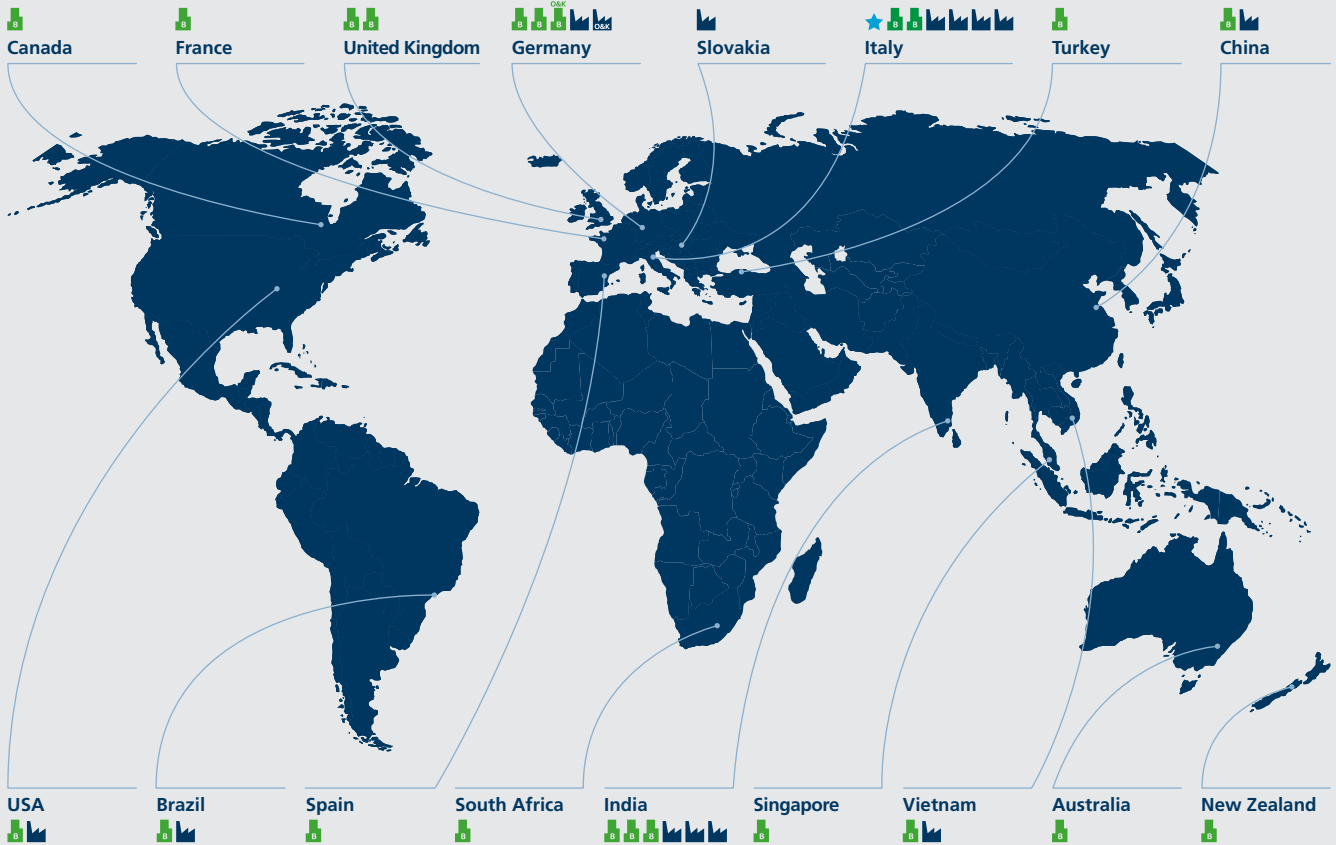 O&K
B
B B
B B B O&K
B B
B
B
Canada France United Kingdom Germany Slovakia Italy Turkey China
USA Brazil Spain South Africa India Singapore Vietnam Australia New Zealand
B
B
B
B
B B B
B
B
B
B